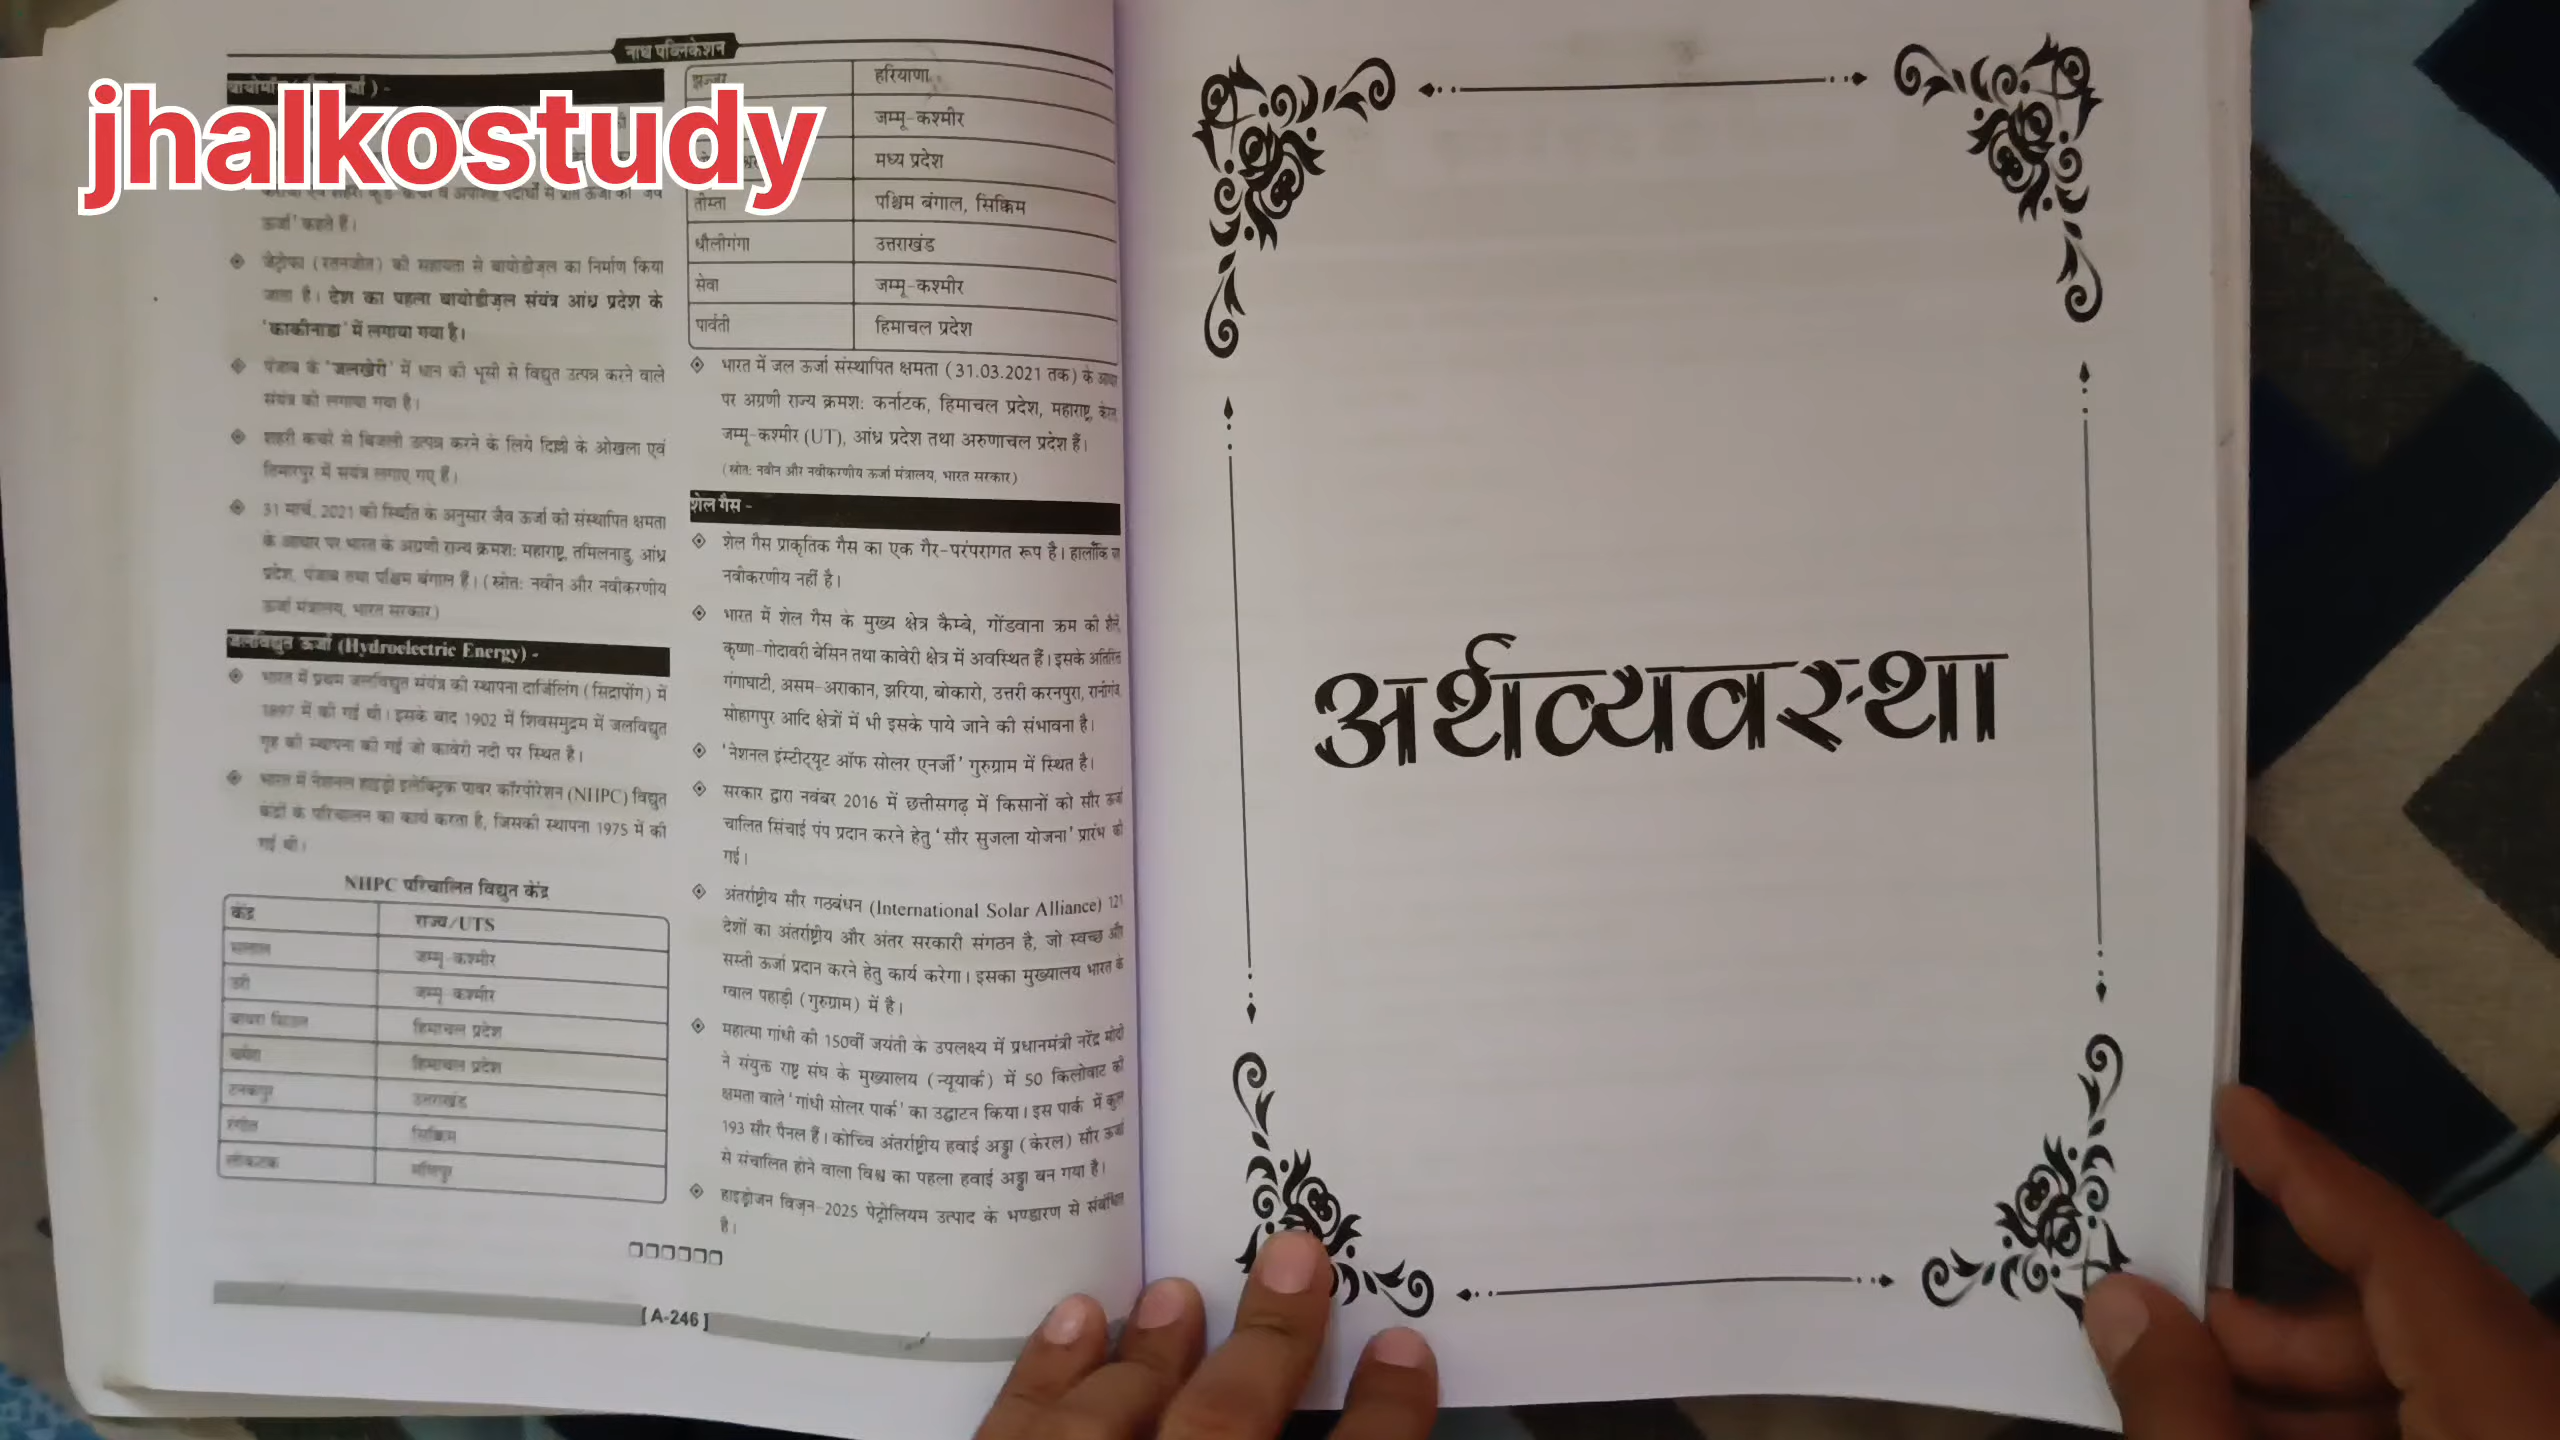 नाथ पब्लिकेशन
jhalkostudy
ऊर्जा' कहते हैं।
जेट्रोफा (रतनजोत) की सहायता से बायोडीज़ल का निर्माण किया
जाता है। देश का पहला बायोडीज़ल संयंत्र आंध्र प्रदेश के
'काकीनाडा' में लगाया गया है।
पंजाब के 'जलखेरी' में धान की भूसी से विद्युत उत्पन्न करने वाले
संयंत्र को लगाया गया है।
शहरी कचरे से बिजली उत्पन्न करने के लिये दिल्ली के ओखला एवं
तिमारपुर में सयंत्र लगाए गए हैं।
31 मार्च, 2021 की स्थिति के अनुसार जैव ऊर्जा की संस्थापित क्षमता
के आधार पर भारत के अग्रणी राज्य क्रमश: महाराष्ट्र, तमिलनाडु, आंध्र
प्रदेश, पंजाब तथा पश्चिम बंगाल हैं। (स्रोत: नवीन और नवीकरणीय
ऊर्जा मंत्रालय, भारत सरकार)
जलविद्युत ऊर्जा (Hydroelectric Energy) -
भारत में प्रथम जलविद्युत संयंत्र की स्थापना दार्जिलिंग (सिद्रापोंग) में
1897 में की गई थी। इसके बाद 1902 में शिवसमुद्रम में जलविद्युत
गृह की स्थापना की गई जो कावेरी नदी पर स्थित है।
भारत में नेशनल हाइड्रो इलेक्ट्रिक पावर कॉरपोरेशन (NHPC) विद्युत
केंद्रों के परिचालन का कार्य करता है, जिसकी स्थापना 1975 में की
गई थी।
NHPC परिचालित विद्युत केंद्र
केंद्र राज्य/UTS
सलाल जम्मू-कश्मीर
उरी जम्मू-कश्मीर
हिमाचल प्रदेश
चमेरा हिमाचल प्रदेश
टनकपुर उत्तराखंड
रंगीत सिक्किम
लोकटक मणिपुर
हरियाणा
जम्मू-कश्मीर
मध्य प्रदेश
तीस्ता पश्चिम बंगाल, सिक्किम
धौलीगंगा उत्तराखंड
सेवा जम्मू-कश्मीर
पार्वती हिमाचल प्रदेश
भारत में जल ऊर्जा संस्थापित क्षमता (31.03.2021 तक) के
पर अग्रणी राज्य क्रमश: कर्नाटक, हिमाचल प्रदेश, महाराष्ट्र, केरल,
जम्मू-कश्मीर (UT), आंध्र प्रदेश तथा अरुणाचल प्रदेश हैं।
(स्रोत: नवीन और नवीकरणीय ऊर्जा मंत्रालय, भारत सरकार)
शेल गैस -
शेल गैस प्राकृतिक गैस का एक गैर-परंपरागत रूप है। हालाँकि
नवीकरणीय नहीं है।
भारत में शेल गैस के मुख्य क्षेत्र कैम्बे, गोंडवाना क्रम की शैलें,
कृष्णा-गोदावरी बेसिन तथा कावेरी क्षेत्र में अवस्थित हैं। इसके अतिरिक्त
गंगाघाटी, असम-अराकान, झरिया, बोकारो, उत्तरी करनपुरा, रानीगंज,
सोहागपुर आदि क्षेत्रों में भी इसके पाये जाने की संभावना है।
'नेशनल इंस्टीट्यूट ऑफ सोलर एनर्जी' गुरुग्राम में स्थित है।
सरकार द्वारा नवंबर 2016 में छत्तीसगढ़ में किसानों को सौर ऊर्जा
चालित सिंचाई पंप प्रदान करने हेतु 'सौर सुजला योजना' प्रारंभ की
गई।
अंतर्राष्ट्रीय सौर गठबंधन (International Solar Alliance) 121
देशों का अंतर्राष्ट्रीय और अंतर सरकारी संगठन है, जो स्वच्छ और
सस्ती ऊर्जा प्रदान करने हेतु कार्य करेगा। इसका मुख्यालय भारत के
ग्वाल पहाड़ी (गुरुग्राम) में है।
महात्मा गांधी की 150वीं जयंती के उपलक्ष्य में प्रधानमंत्री नरेंद्र मोदी
ने संयुक्त राष्ट्र संघ के मुख्यालय (न्यूयार्क) में 50 किलोवाट की
क्षमता वाले 'गांधी सोलर पार्क' का उद्घाटन किया। इस पार्क में कुल
193 सौर पैनल हैं। कोच्चि अंतर्राष्ट्रीय हवाई अड्डा (केरल) सौर ऊर्जा
से संचालित होने वाला विश्व का पहला हवाई अड्डा बन गया है।
हाइड्रोजन विज़न-2025 पेट्रोलियम उत्पाद के भण्डारण से संबंधित
है।
[ A-246 ]
अर्थव्यवस्था